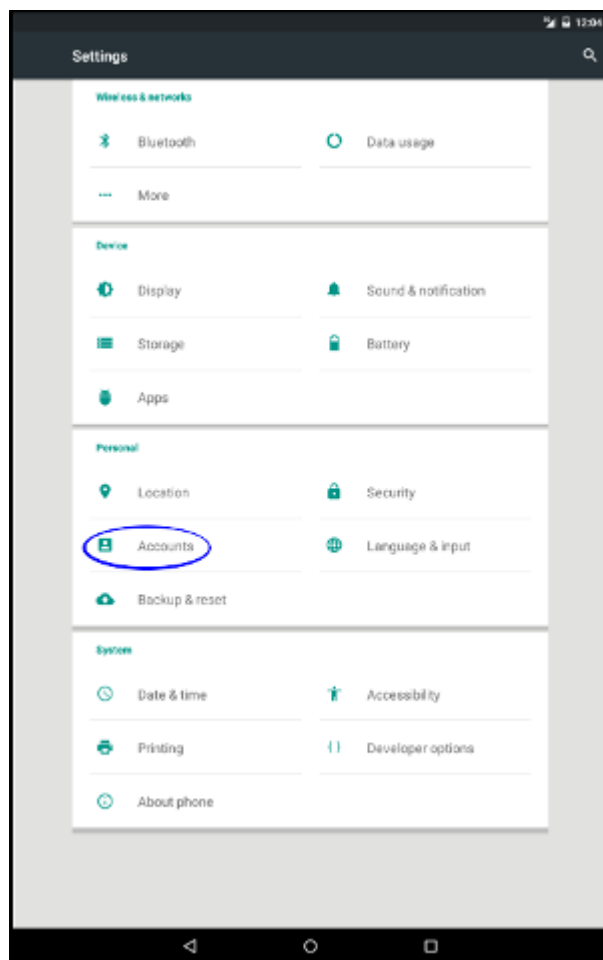 12:04
Settings
Wireless & networks
Bluetooth
Data usage
More
Device
Display
Sound & notification
Storage
Battery
Apps
Personal
Location
Security
Accounts
Language & input
Backup & reset
System
Date & time
Accessibility
Printing
Developer options
About phone